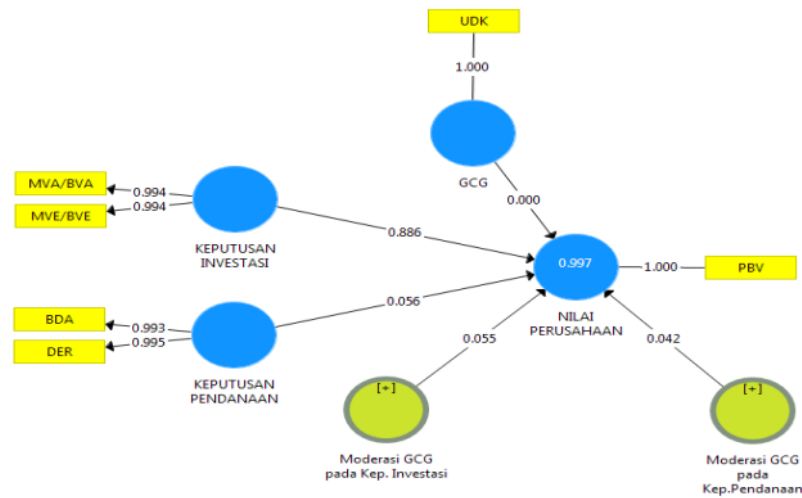 UDK
1.000
GCG
0.000
MVA/BVA
0.994
MVE/BVE
0.994
KEPUTUSAN
INVESTASI
0.886
0.997
1.000
PBV
NILAI
PERUSAHAAN
BDA
0.993
DER
0.995
KEPUTUSAN
PENDANAAN
0.056
0.055
0.042
[+]
Moderasi GCG
pada Kep. Investasi
[+]
Moderasi GCG
pada
Kep.Pendanaan